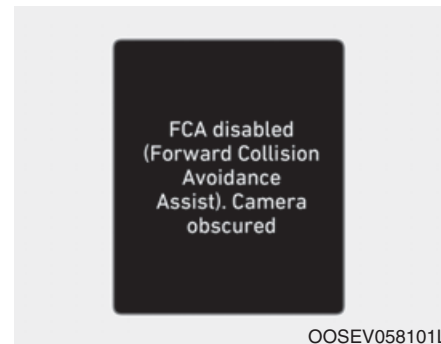 FCA disabled
(Forward Collision
Avoidance
Assist). Camera
obscured
OOSEV058101L